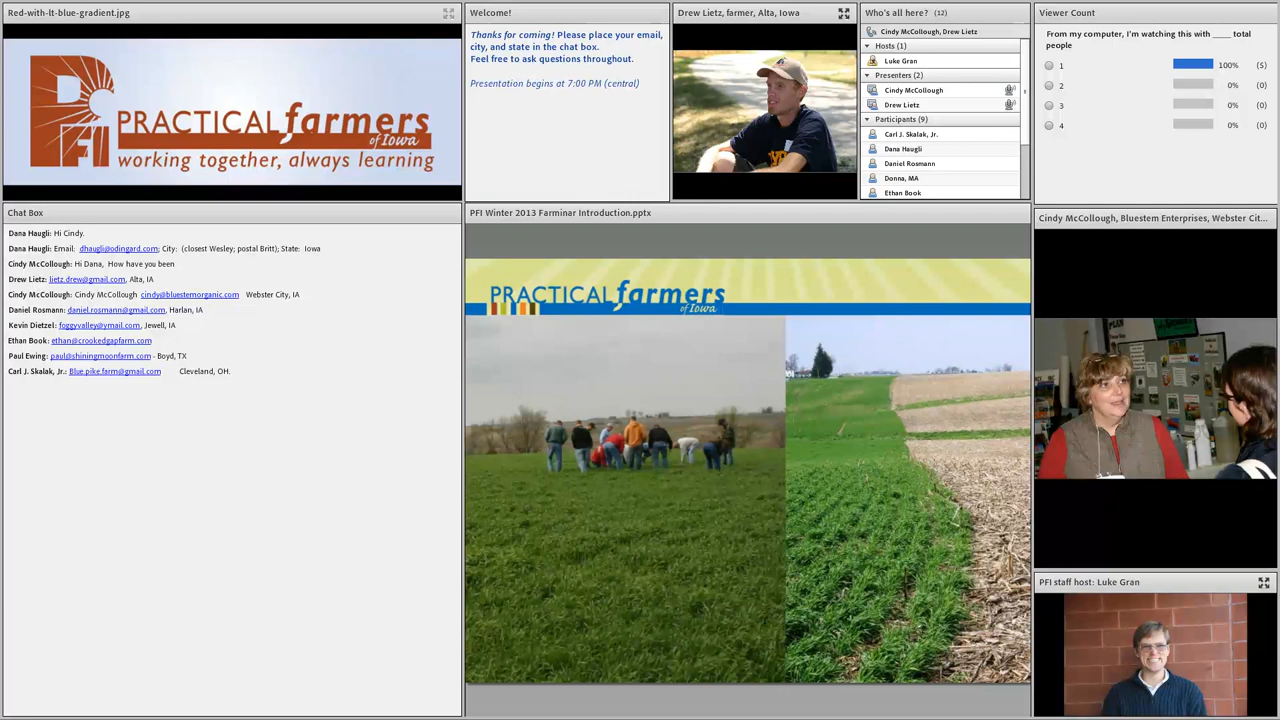 Red-with-lt-blue-gradient.jpg
PRACTICAL farmers
of Iowa
working together, always learning
Welcome!
Thanks for coming! Please place your email,
city, and state in the chat box.
Feel free to ask questions throughout.
Presentation begins at 7:00 PM (central)
Drew Lietz, farmer, Alta, Iowa
Who's all here? (12)
Cindy McCollough, Drew Lietz
Hosts (1)
Luke Gran
Presenters (2)
Cindy McCollough
Drew Lietz
Participants (9)
Carl J. Skalak, Jr.
Dana Haugli
Daniel Rosmann
Donna, MA
Ethan Book
Viewer Count
From my computer, I'm watching this with ____ total
people
1 100% (5)
2 0% (0)
3 0% (0)
4 0% (0)
Chat Box
Dana Haugli: Hi Cindy.
Dana Haugli: Email: dhaugli@odingard.com; City: (closest Wesley; postal Britt); State: Iowa
Cindy McCollough: Hi Dana, How have you been
Drew Lietz: lietz.drew@gmail.com, Alta, IA
Cindy McCollough: Cindy McCollough cindy@bluestemorganic.com Webster City, IA
Daniel Rosmann: daniel.rosmann@gmail.com, Harlan, IA
Kevin Dietzel: foggyvalley@ymail.com, Jewell, IA
Ethan Book: ethan@crookedgapfarm.com
Paul Ewing: paul@shiningmoonfarm.com - Boyd, TX
Carl J. Skalak, Jr.: Blue.pike.farm@gmail.com Cleveland, OH.
PFI Winter 2013 Farminar Introduction.pptx
PRACTICAL farmers
of Iowa
Cindy McCollough, Bluestem Enterprises, Webster Cit...
PLAN
PFI staff host: Luke Gran